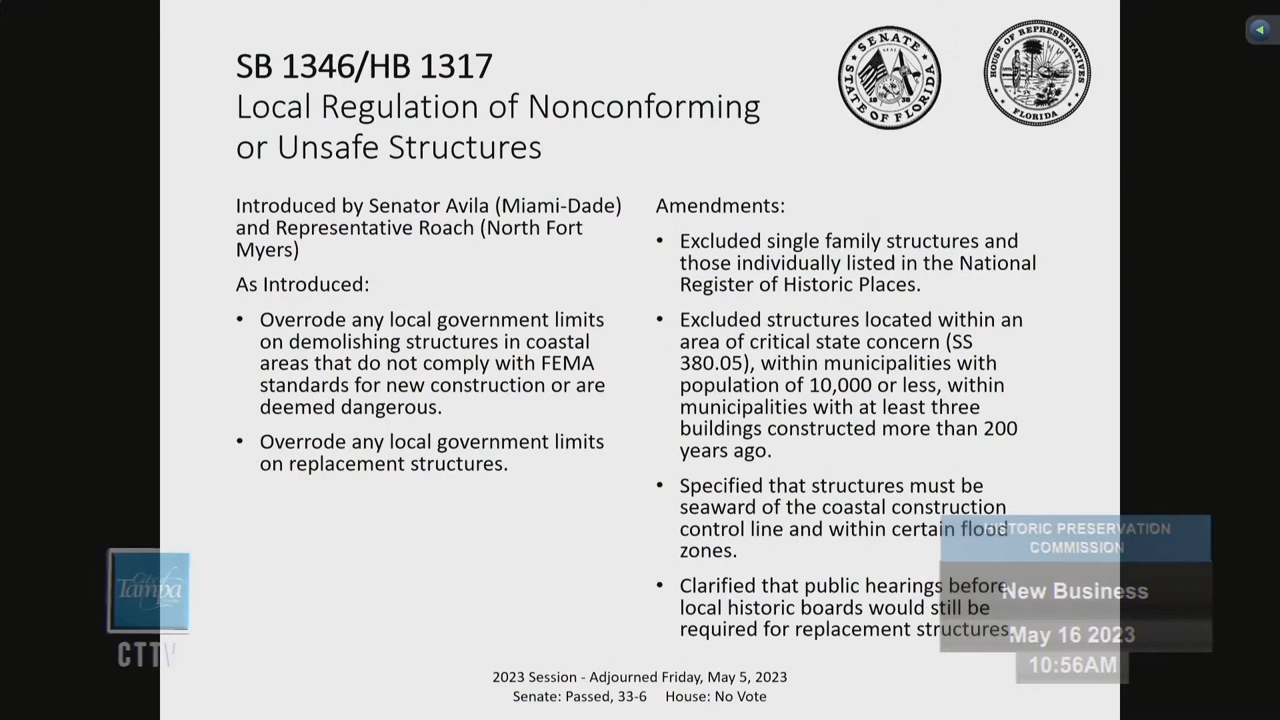 SB 1346/HB 1317
Local Regulation of Nonconforming
or Unsafe Structures
SENATE
STATE OF FLORIDA
1838
HOUSE OF REPRESENTATIVES
FLORIDA
Introduced by Senator Avila (Miami-Dade)
and Representative Roach (North Fort
Myers)
As Introduced:
• Overrode any local government limits
on demolishing structures in coastal
areas that do not comply with FEMA
standards for new construction or are
deemed dangerous.
• Overrode any local government limits
on replacement structures.
Amendments:
• Excluded single family structures and
those individually listed in the National
Register of Historic Places.
• Excluded structures located within an
area of critical state concern (SS
380.05), within municipalities with
population of 10,000 or less, within
municipalities with at least three
buildings constructed more than 200
years ago.
• Specified that structures must be
seaward of the coastal construction
control line and within certain flood
zones.
• Clarified that public hearings before
local historic boards would still be
required for replacement structures.
2023 Session - Adjourned Friday, May 5, 2023
Senate: Passed, 33-6 House: No Vote
City of
Tampa
CTTV
HISTORIC PRESERVATION
COMMISSION
New Business
May 16 2023
10:56AM